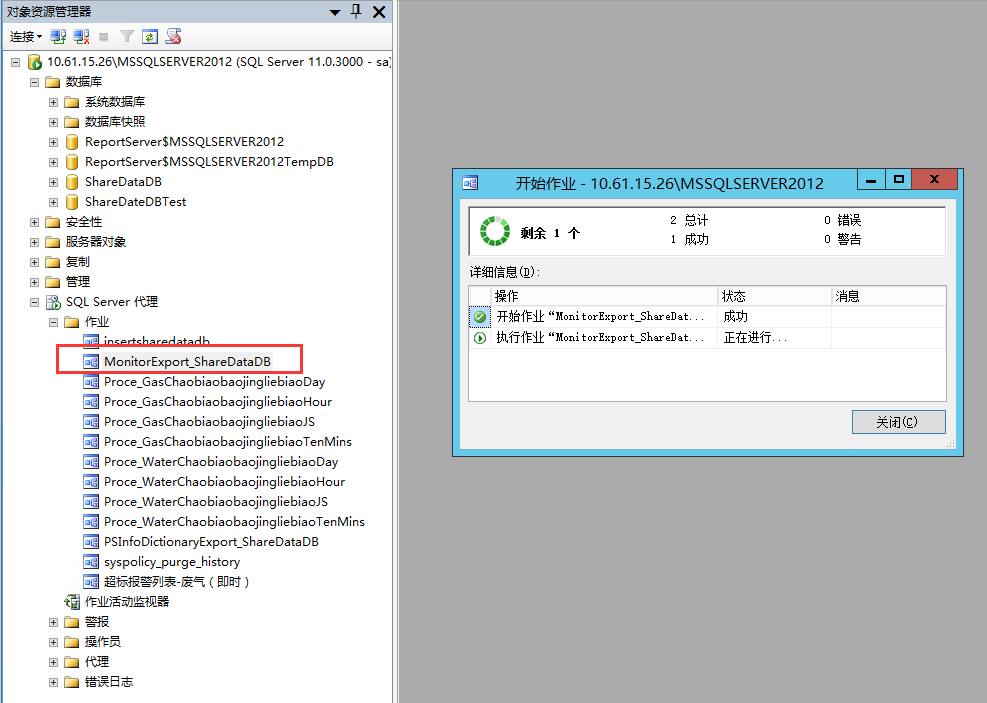 对象资源管理器
连接
10.61.15.26\MSSQLSERVER2012 (SQL Server 11.0.3000 - sa)
数据库
系统数据库
数据库快照
ReportServer$MSSQLSERVER2012
ReportServer$MSSQLSERVER2012TempDB
ShareDataDB
ShareDateDBTest
安全性
服务器对象
复制
管理
SQL Server 代理
作业
insertsharedatadb
MonitorExport_ShareDataDB
Proce_GasChaobiaobaojingliebiaoDay
Proce_GasChaobiaobaojingliebiaoHour
Proce_GasChaobiaobaojingliebiaoJS
Proce_GasChaobiaobaojingliebiaoTenMins
Proce_WaterChaobiaobaojingliebiaoDay
Proce_WaterChaobiaobaojingliebiaoHour
Proce_WaterChaobiaobaojingliebiaoJS
Proce_WaterChaobiaobaojingliebiaoTenMins
PSInfoDictionaryExport_ShareDataDB
syspolicy_purge_history
超标报警列表-废气（即时）
作业活动监视器
警报
操作员
代理
错误日志
开始作业 - 10.61.15.26\MSSQLSERVER2012
剩余 1 个
2 总计 0 错误
1 成功 0 警告
详细信息(D):
操作 状态 消息
开始作业“MonitorExport_ShareDat... 成功
执行作业“MonitorExport_ShareDat... 正在进行...
关闭(C)